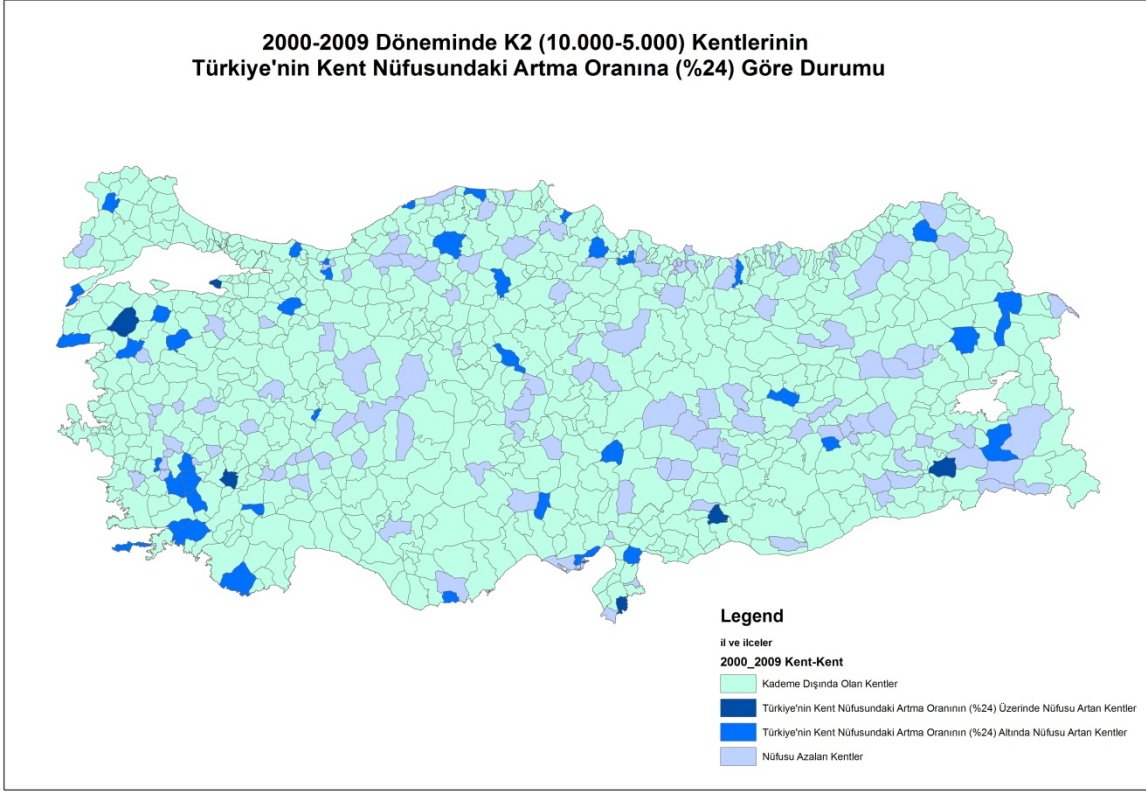 2000-2009 Döneminde K2 (10.000-5.000) Kentlerinin
Türkiye'nin Kent Nüfusundaki Artma Oranına (%24) Göre Durumu
Legend
il ve ilceler
2000_2009 Kent-Kent
Kademe Dışında Olan Kentler
Türkiye'nin Kent Nüfusundaki Artma Oranının (%24) Üzerinde Nüfusu Artan Kentler
Türkiye'nin Kent Nüfusundaki Artma Oranının (%24) Altında Nüfusu Artan Kentler
Nüfusu Azalan Kentler